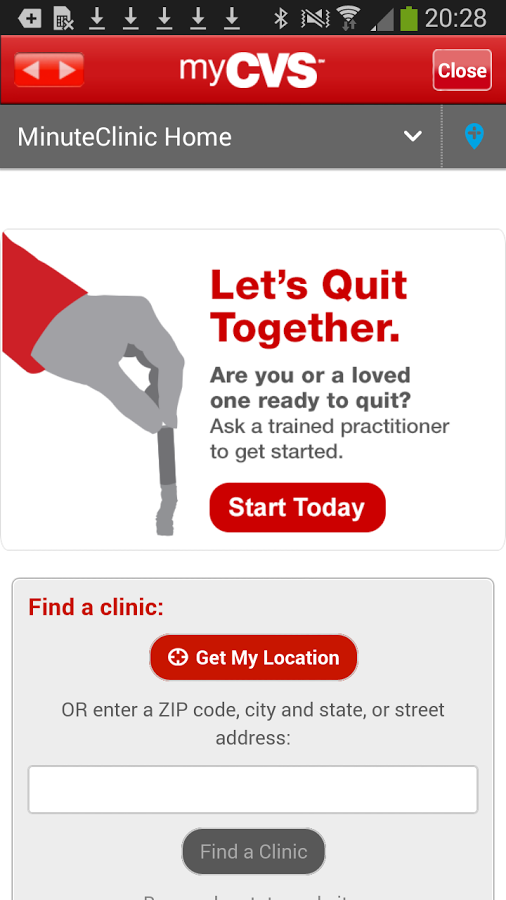 20:28
myCVS™
Close
MinuteClinic Home
Let's Quit
Together.
Are you or a loved
one ready to quit?
Ask a trained practitioner
to get started.
Start Today
Find a clinic:
Get My Location
OR enter a ZIP code, city and state, or street
address:
Find a Clinic